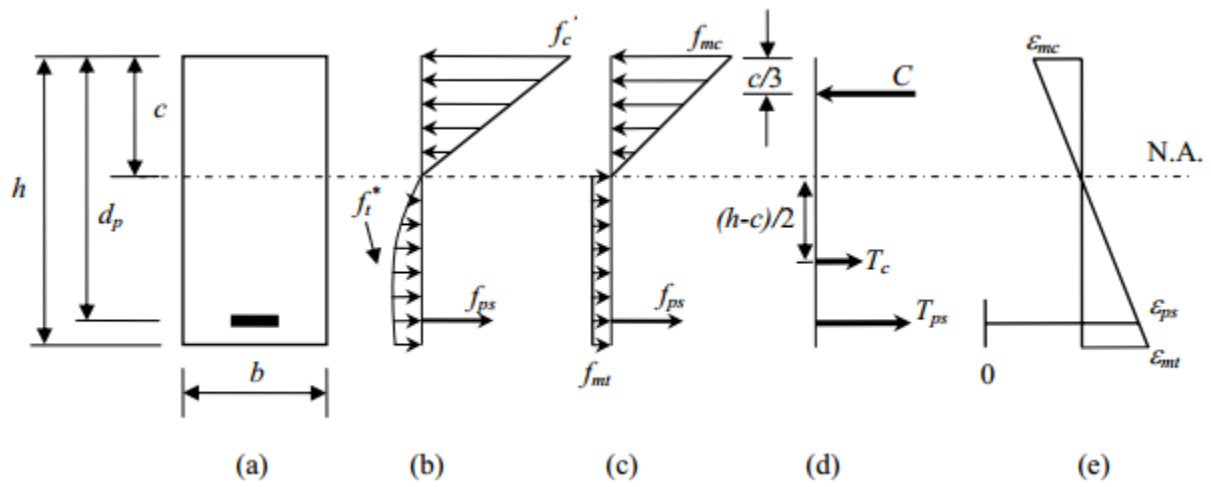 f_c'
f_mc
ε_mc
c
c/3
C
h
d_p
N.A.
f_t*
(h-c)/2
T_c
f_ps
f_ps
T_ps
ε_ps
b
f_mt
0
ε_mt
(a)
(b)
(c)
(d)
(e)